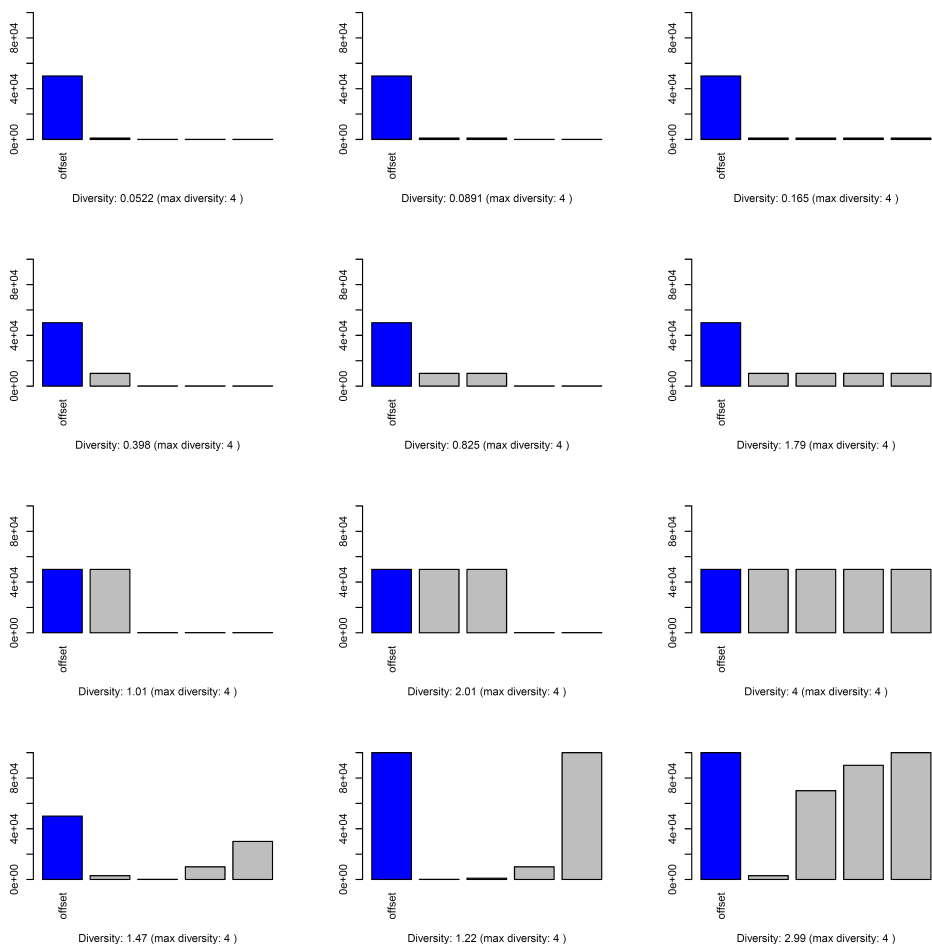 8e+04 8e+04 8e+04
4e+04 4e+04 4e+04
0e+00 0e+00 0e+00
offset offset offset
Diversity: 0.0522 (max diversity: 4 ) Diversity: 0.0891 (max diversity: 4 ) Diversity: 0.165 (max diversity: 4 )
8e+04 8e+04 8e+04
4e+04 4e+04 4e+04
0e+00 0e+00 0e+00
offset offset offset
Diversity: 0.398 (max diversity: 4 ) Diversity: 0.825 (max diversity: 4 ) Diversity: 1.79 (max diversity: 4 )
8e+04 8e+04 8e+04
4e+04 4e+04 4e+04
0e+00 0e+00 0e+00
offset offset offset
Diversity: 1.01 (max diversity: 4 ) Diversity: 2.01 (max diversity: 4 ) Diversity: 4 (max diversity: 4 )
8e+04 8e+04 8e+04
4e+04 4e+04 4e+04
0e+00 0e+00 0e+00
offset offset offset
Diversity: 1.47 (max diversity: 4 ) Diversity: 1.22 (max diversity: 4 ) Diversity: 2.99 (max diversity: 4 )